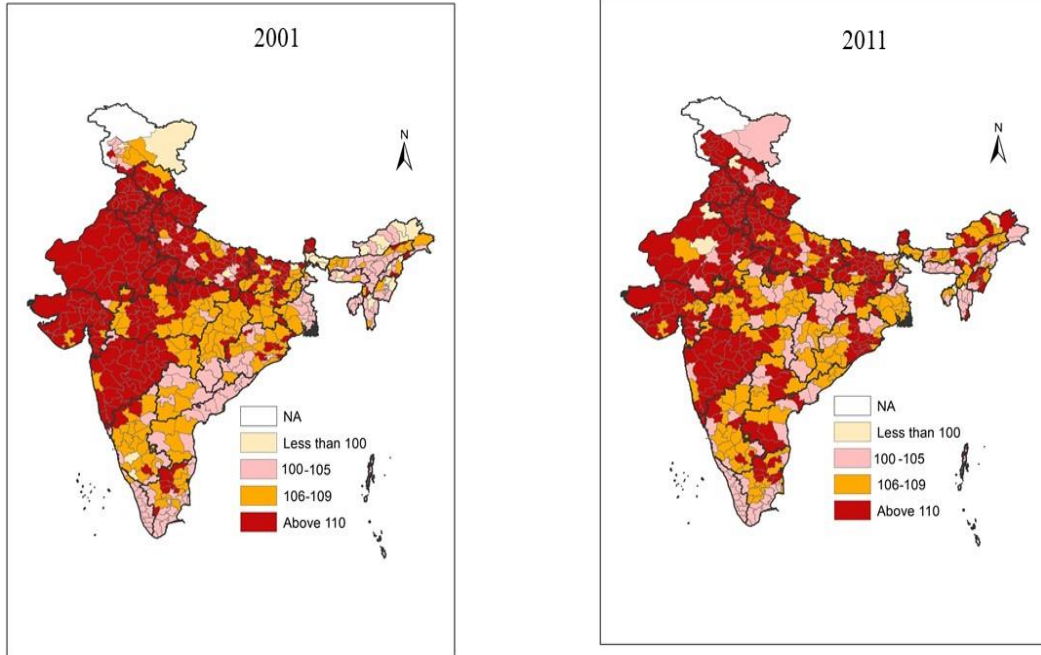 2001
N
NA
Less than 100
100-105
106-109
Above 110
2011
N
NA
Less than 100
100-105
106-109
Above 110